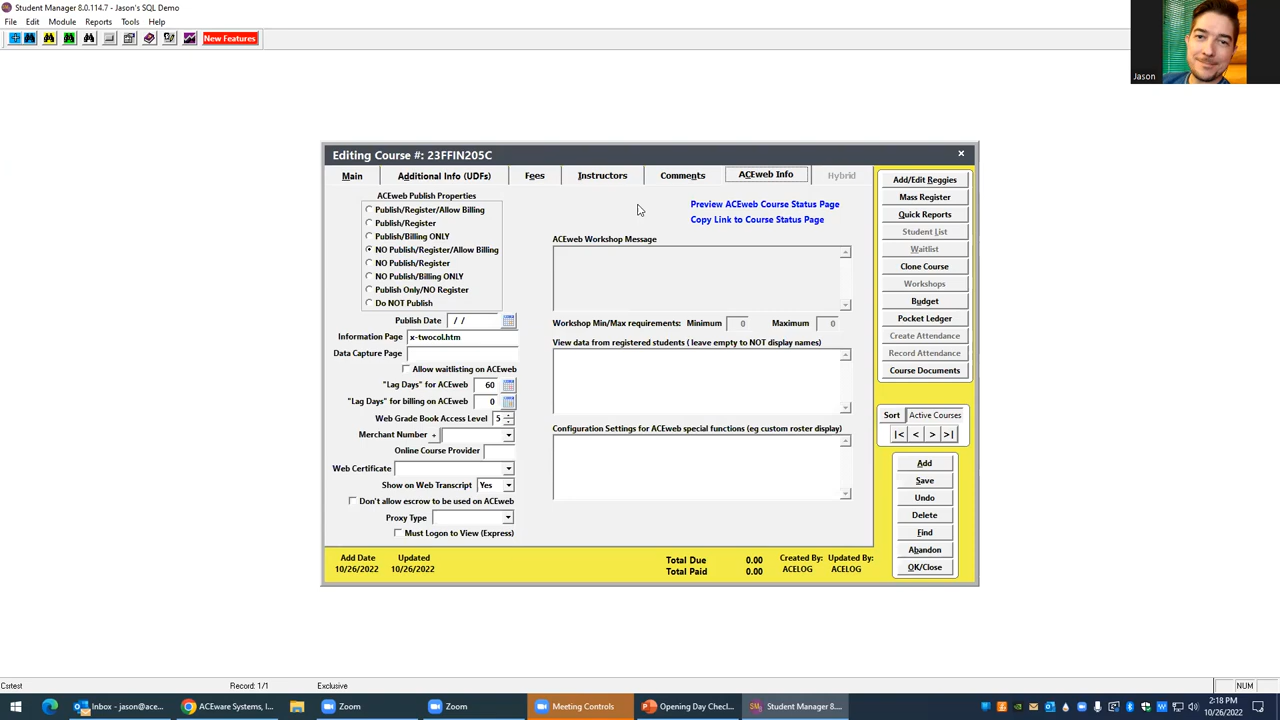 Student Manager 8.0.114.7 - Jason's SQL Demo
File Edit Module Reports Tools Help
New Features
Jason
Editing Course #: 23FFIN205C
Main Additional Info (UDFs) Fees Instructors Comments ACEweb Info Hybrid
ACEweb Publish Properties
Publish/Register/Allow Billing
Publish/Register
Publish/Billing ONLY
NO Publish/Register/Allow Billing
NO Publish/Register
NO Publish/Billing ONLY
Publish Only/NO Register
Do NOT Publish
Publish Date / /
Information Page x-twocol.htm
Data Capture Page
Allow waitlisting on ACEweb
"Lag Days" for ACEweb 60
"Lag Days" for billing on ACEweb 0
Web Grade Book Access Level 5
Merchant Number +
Online Course Provider
Web Certificate
Show on Web Transcript Yes
Don't allow escrow to be used on ACEweb
Proxy Type
Must Logon to View (Express)
Preview ACEweb Course Status Page
Copy Link to Course Status Page
ACEweb Workshop Message
Workshop Min/Max requirements: Minimum 0 Maximum 0
View data from registered students ( leave empty to NOT display names)
Configuration Settings for ACEweb special functions (eg custom roster display)
Add/Edit Reggies
Mass Register
Quick Reports
Student List
Waitlist
Clone Course
Workshops
Budget
Pocket Ledger
Create Attendance
Record Attendance
Course Documents
Sort Active Courses
|< < > >|
Add
Save
Undo
Delete
Find
Abandon
OK/Close
Add Date Updated Total Due 0.00 Created By: Updated By:
10/26/2022 10/26/2022 Total Paid 0.00 ACELOG ACELOG
Csrtest Record: 1/1 Exclusive NUM
Inbox - jason@ace... ACEware Systems, I... Zoom Zoom Meeting Controls Opening Day Chec... Student Manager 8....
2:18 PM
10/26/2022